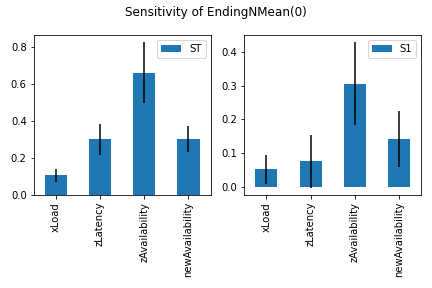 Sensitivity of EndingNMean(0)
ST
0.8
0.6
0.4
0.2
0.0
xLoad
zLatency
zAvailability
newAvailability
S1
0.4
0.3
0.2
0.1
0.0
xLoad
zLatency
zAvailability
newAvailability